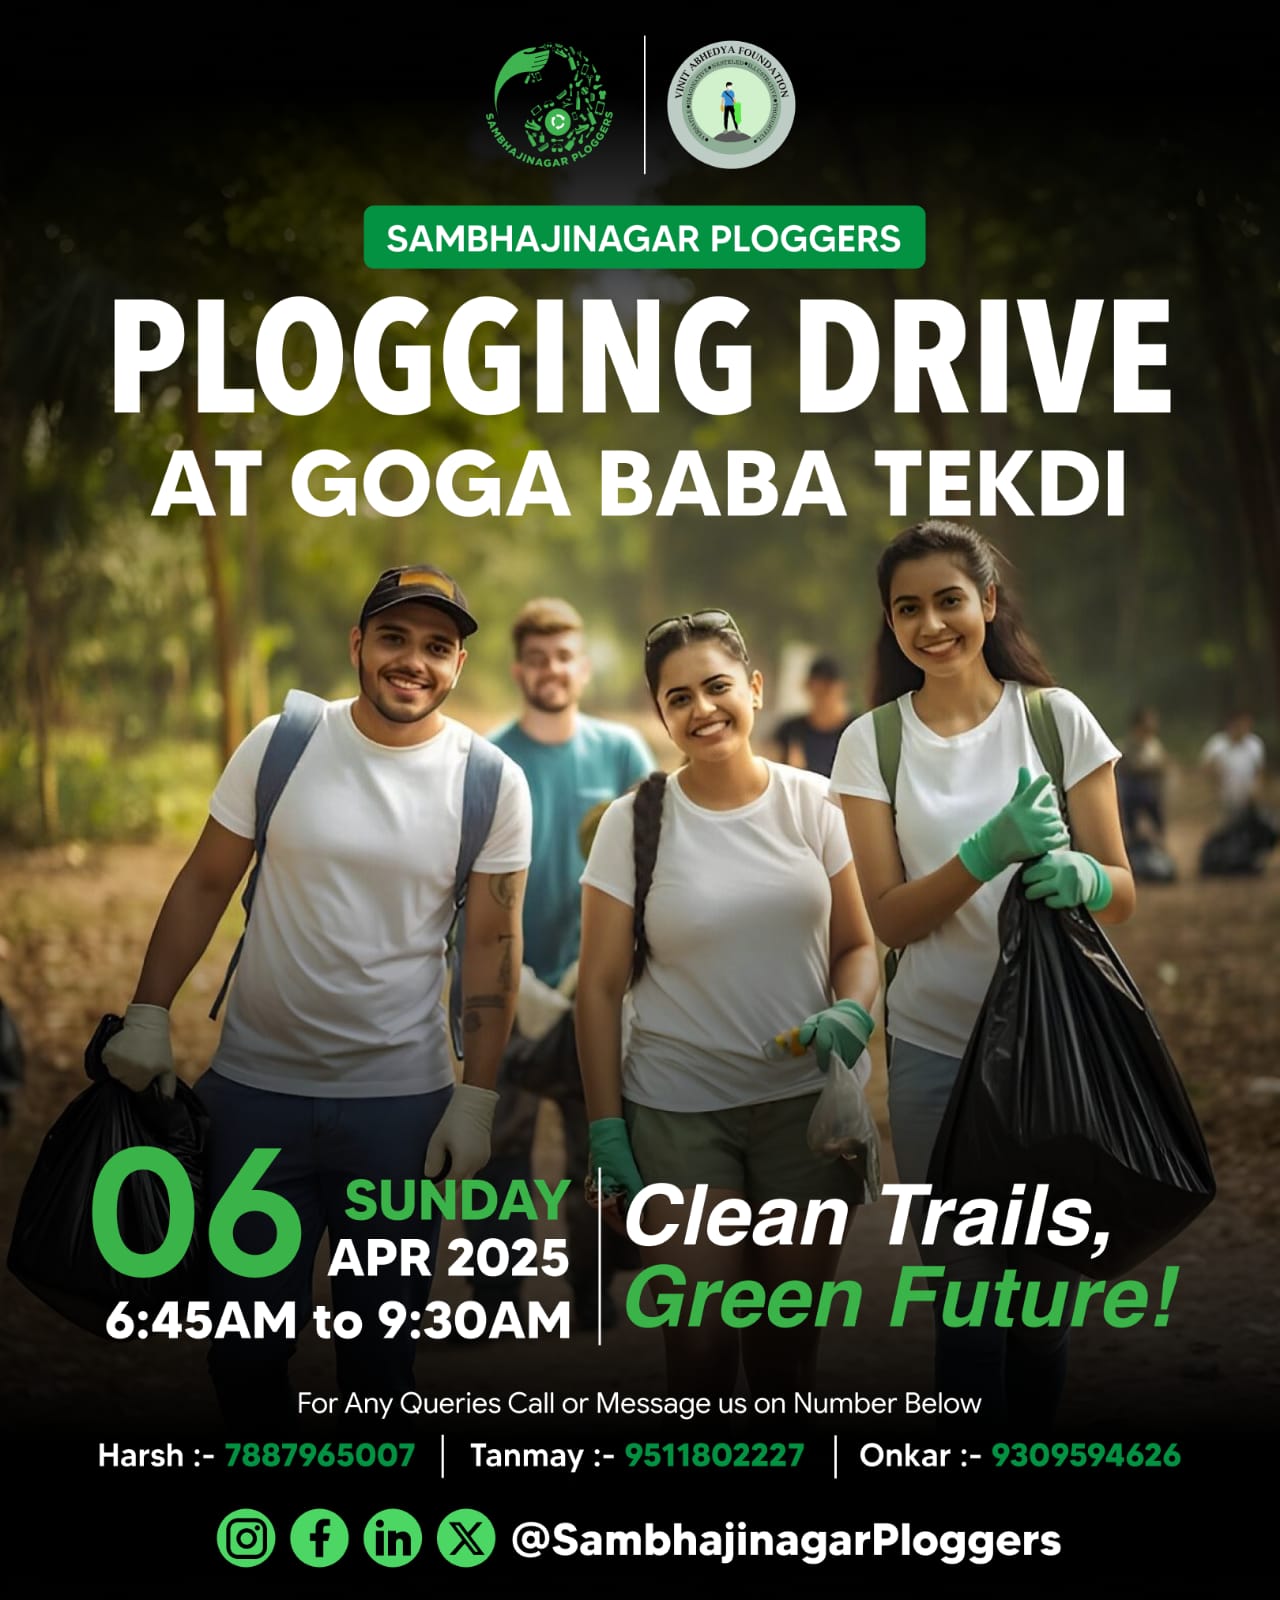 SAMBHAJINAGAR PLOGGERS
VINIT ABHEDYA FOUNDATION
SAMBHAJINAGAR PLOGGERS
PLOGGING DRIVE
AT GOGA BABA TEKDI
06 SUNDAY
APR 2025
6:45AM to 9:30AM
Clean Trails,
Green Future!
For Any Queries Call or Message us on Number Below
Harsh :- 7887965007 Tanmay :- 9511802227 Onkar :- 9309594626
@SambhajinagarPloggers